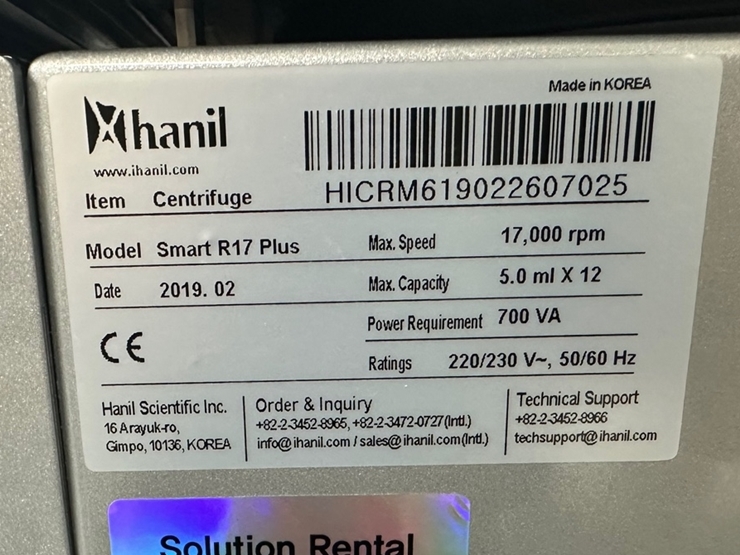 Made in KOREA
hanil
www.ihanil.com
HICRM619022607025
Item Centrifuge
Model Smart R17 Plus
Max. Speed 17,000 rpm
Date 2019. 02
Max. Capacity 5.0 ml X 12
Power Requirement 700 VA
CE
Ratings 220/230 V~, 50/60 Hz
Hanil Scientific Inc.
16 Arayuk-ro,
Gimpo, 10136, KOREA
Order & Inquiry
+82-2-3452-8965, +82-2-3472-0727 (Intl.)
info@ihanil.com / sales@ihanil.com (Intl.)
Technical Support
+82-2-3452-8966
techsupport@ihanil.com
Solution Rental